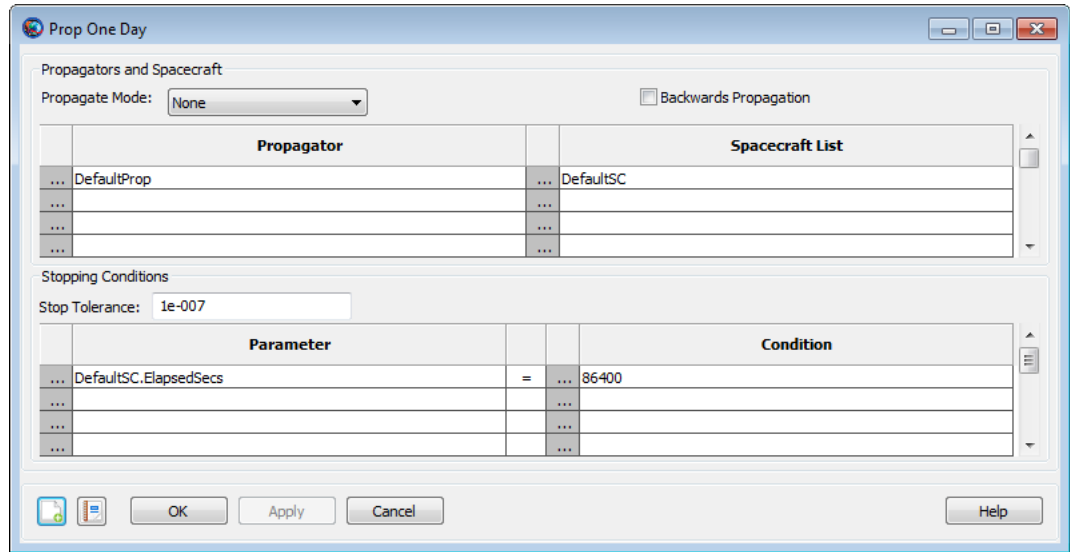 Prop One Day
Propagators and Spacecraft
Propagate Mode: None Backwards Propagation
Propagator Spacecraft List
... DefaultProp ... DefaultSC
... ...
... ...
... ...
Stopping Conditions
Stop Tolerance: 1e-007
Parameter Condition
... DefaultSC.ElapsedSecs = ... 86400
... ...
... ...
... ...
OK Apply Cancel Help